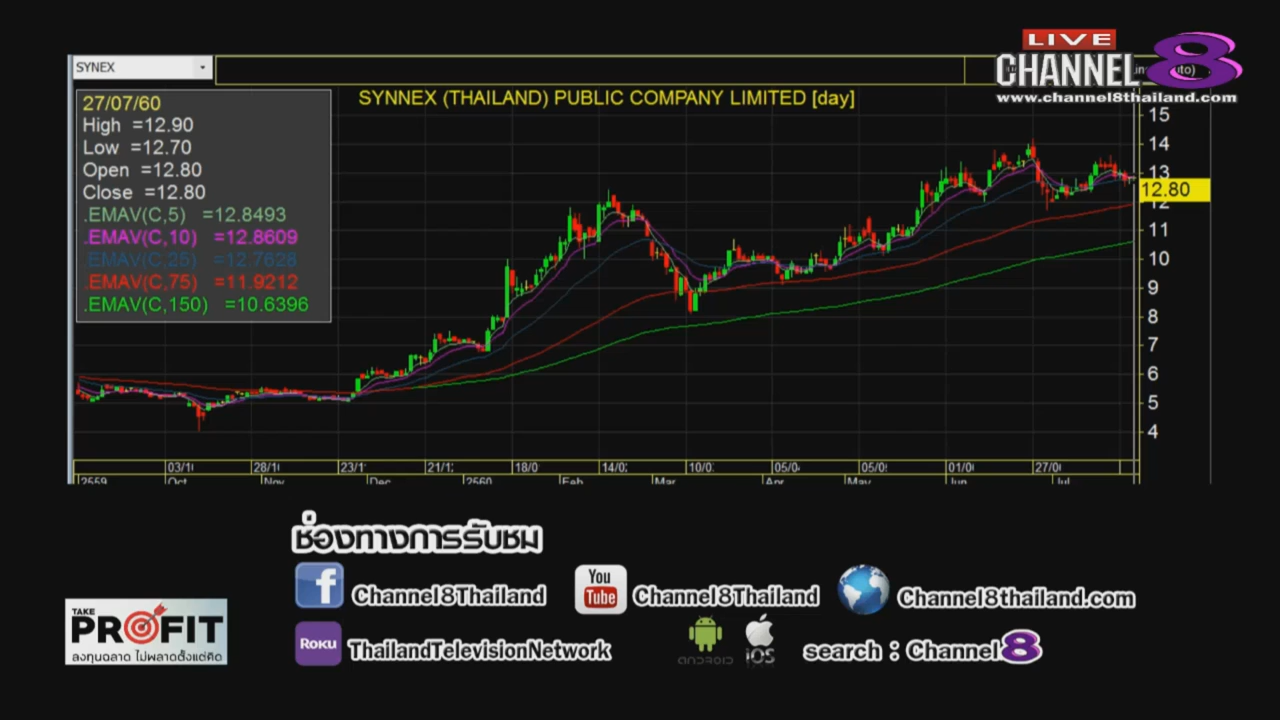 LIVE
CHANNEL 8
www.channel8thailand.com
SYNEX
27/07/60
High =12.90
Low =12.70
Open =12.80
Close =12.80
.EMAV(C,5) =12.8493
.EMAV(C,10) =12.8609
.EMAV(C,25) =12.7628
.EMAV(C,75) =11.9212
.EMAV(C,150) =10.6396
SYNNEX (THAILAND) PUBLIC COMPANY LIMITED [day]
15
14
13
12.80
12
11
10
9
8
7
6
5
4
03/1 28/1 23/1 21/1 18/0 14/0 10/0 05/0 05/0 01/0 27/0
2559 Oct Nov Dec 2560 Feb Mar Apr May Jun Jul
ช่องทางการรับชม
f Channel8Thailand You Tube Channel8Thailand Channel8thailand.com
Roku ThailandTelevisionNetwork ANDROID iOS search : Channel 8
TAKE
PROFIT
ลงทุนฉลาด ไม่พลาดตั้งแต่คิด